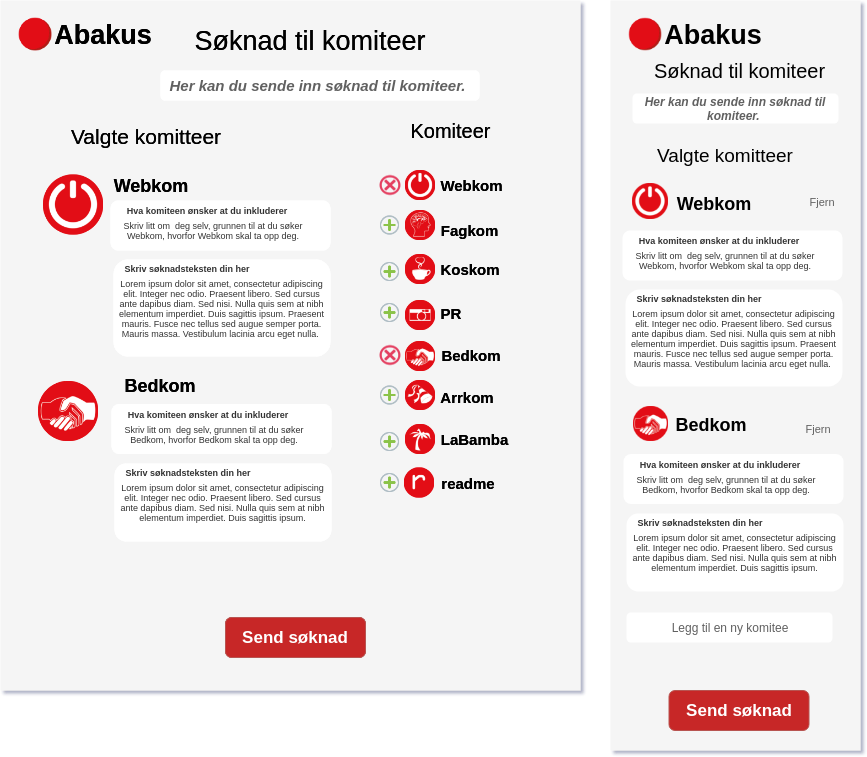 Abakus
Søknad til komiteer
Her kan du sende inn søknad til komiteer.
Valgte komitteer
Webkom
Hva komiteen ønsker at du inkluderer
Skriv litt om  deg selv, grunnen til at du søker
Webkom, hvorfor Webkom skal ta opp deg.
Skriv søknadsteksten din her
Lorem ipsum dolor sit amet, consectetur adipiscing
elit. Integer nec odio. Praesent libero. Sed cursus
ante dapibus diam. Sed nisi. Nulla quis sem at nibh
elementum imperdiet. Duis sagittis ipsum. Praesent
mauris. Fusce nec tellus sed augue semper porta.
Mauris massa. Vestibulum lacinia arcu eget nulla.
Bedkom
Hva komiteen ønsker at du inkluderer
Skriv litt om  deg selv, grunnen til at du søker
Bedkom, hvorfor Bedkom skal ta opp deg.
Skriv søknadsteksten din her
Lorem ipsum dolor sit amet, consectetur adipiscing
elit. Integer nec odio. Praesent libero. Sed cursus
ante dapibus diam. Sed nisi. Nulla quis sem at nibh
elementum imperdiet. Duis sagittis ipsum.
Komiteer
Webkom
Fagkom
Koskom
PR
Bedkom
Arrkom
LaBamba
readme
Send søknad
Abakus
Søknad til komiteer
Her kan du sende inn søknad til
komiteer.
Valgte komitteer
Webkom
Fjern
Hva komiteen ønsker at du inkluderer
Skriv litt om  deg selv, grunnen til at du søker
Webkom, hvorfor Webkom skal ta opp deg.
Skriv søknadsteksten din her
Lorem ipsum dolor sit amet, consectetur adipiscing
elit. Integer nec odio. Praesent libero. Sed cursus
ante dapibus diam. Sed nisi. Nulla quis sem at nibh
elementum imperdiet. Duis sagittis ipsum. Praesent
mauris. Fusce nec tellus sed augue semper porta.
Mauris massa. Vestibulum lacinia arcu eget nulla.
Bedkom
Fjern
Hva komiteen ønsker at du inkluderer
Skriv litt om  deg selv, grunnen til at du søker
Bedkom, hvorfor Bedkom skal ta opp deg.
Skriv søknadsteksten din her
Lorem ipsum dolor sit amet, consectetur adipiscing
elit. Integer nec odio. Praesent libero. Sed cursus
ante dapibus diam. Sed nisi. Nulla quis sem at nibh
elementum imperdiet. Duis sagittis ipsum.
Legg til en ny komitee
Send søknad